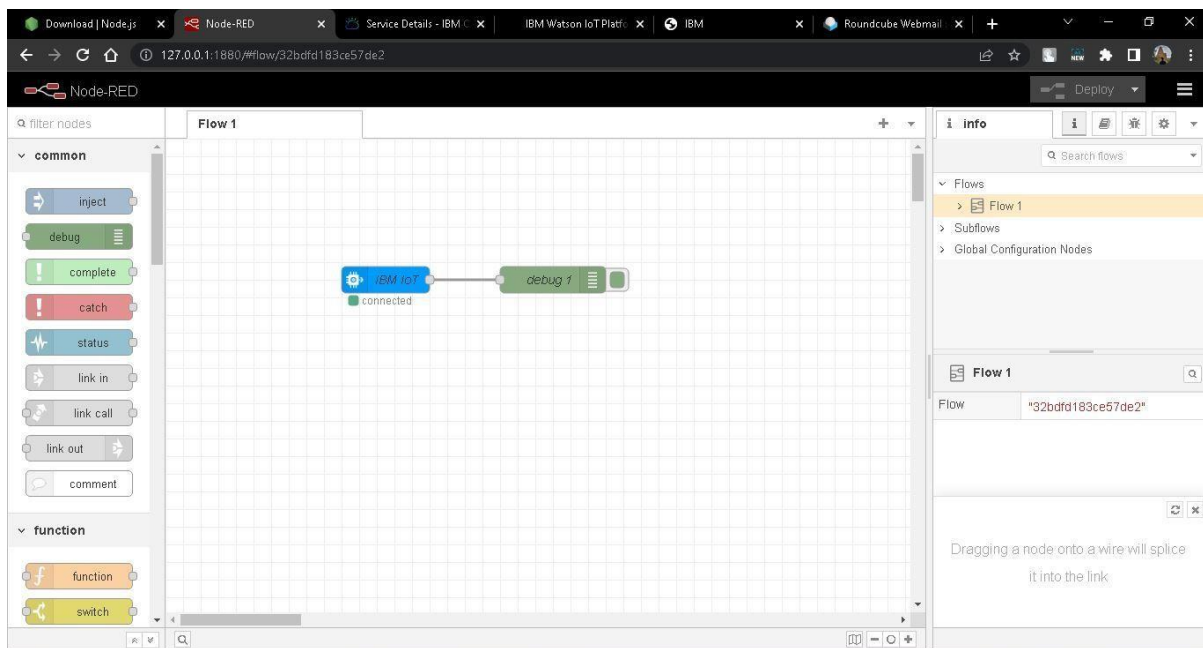 Download | Node.js
Node-RED
Service Details - IBM C
IBM Watson IoT Platfo
IBM
Roundcube Webmail
127.0.0.1:1880/#flow/32bdfd183ce57de2
NEW
Node-RED
Deploy
filter nodes
Flow 1
i info
i
Search flows
common
inject
debug
complete
catch
status
link in
link call
link out
comment
function
f function
switch
IBM IoT
connected
debug 1
Flows
Flow 1
Subflows
Global Configuration Nodes
Flow 1
Flow "32bdfd183ce57de2"
Dragging a node onto a wire will splice
it into the link